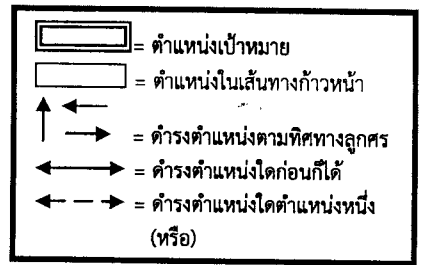 = ตำแหน่งเป้าหมาย
= ตำแหน่งในเส้นทางก้าวหน้า
= ดำรงตำแหน่งตามทิศทางลูกศร
= ดำรงตำแหน่งใดก่อนก็ได้
= ดำรงตำแหน่งใดตำแหน่งหนึ่ง
(หรือ)